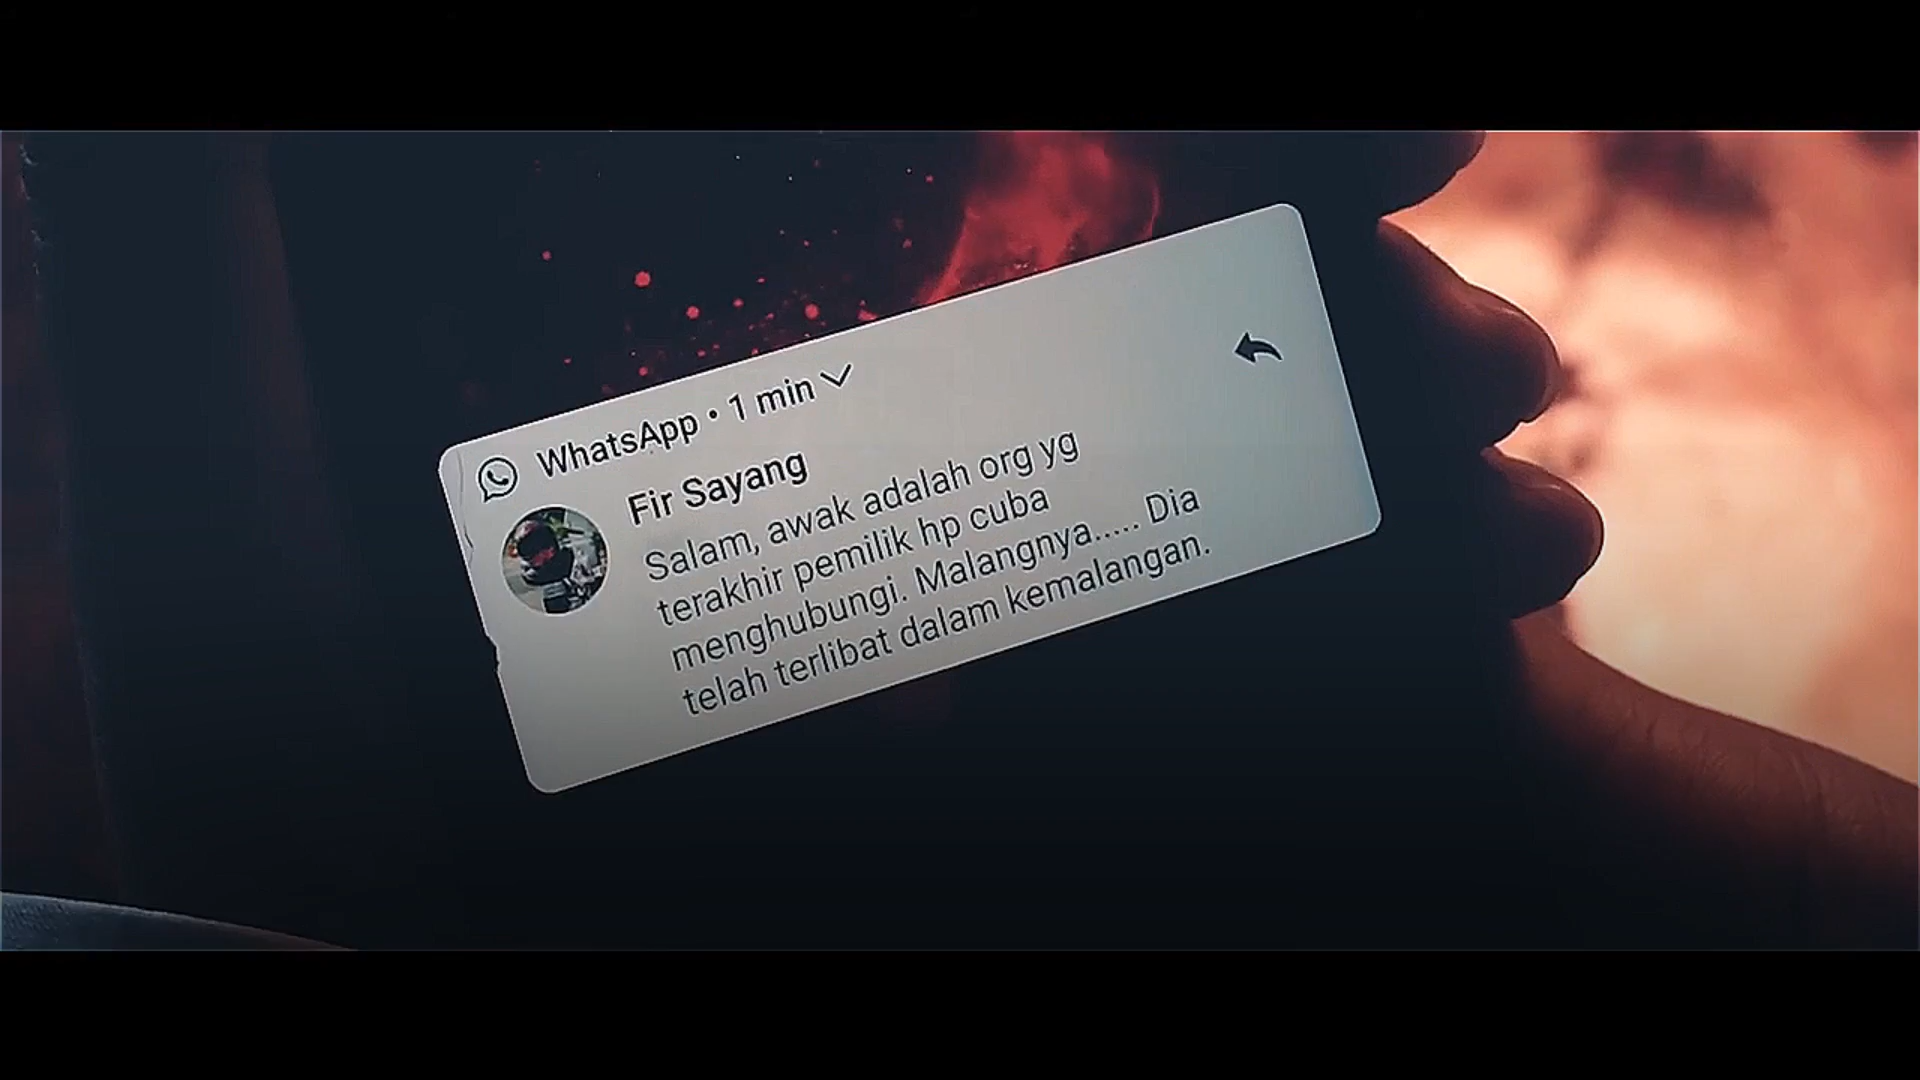 WhatsApp • 1 min
Fir Sayang
Salam, awak adalah org yg
terakhir pemilik hp cuba
menghubungi. Malangnya..... Dia
telah terlibat dalam kemalangan.